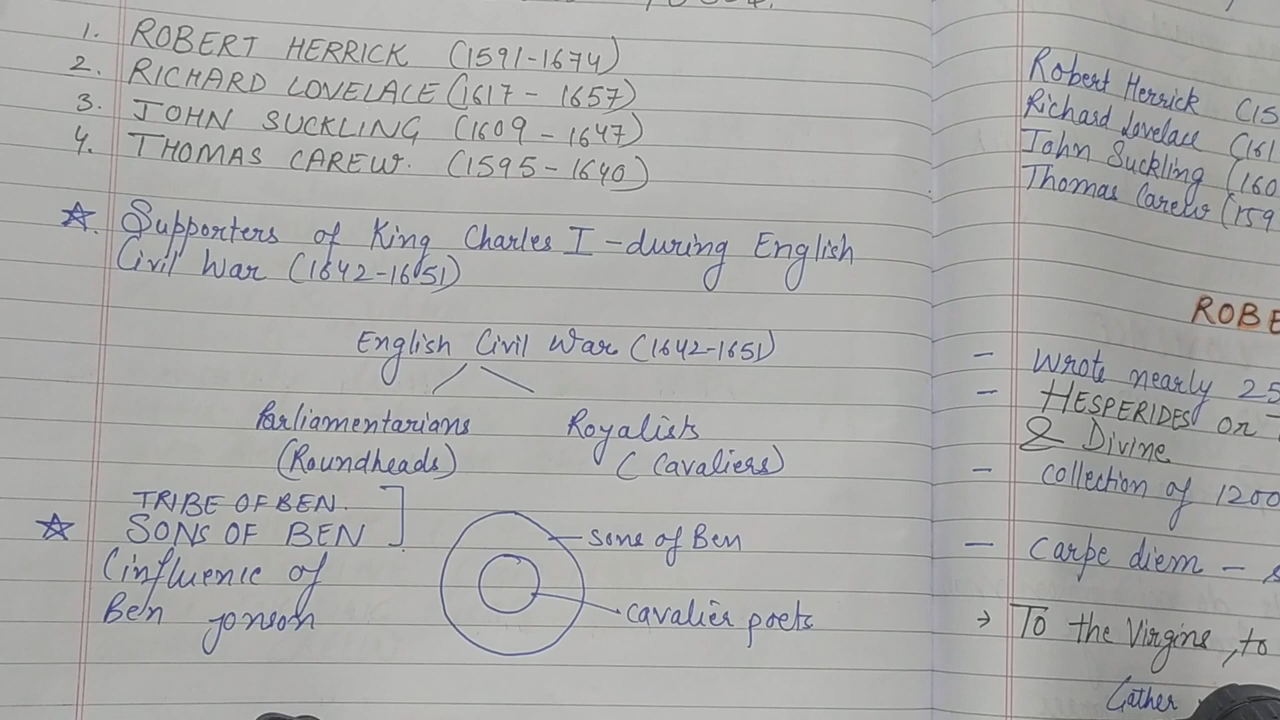 1. ROBERT HERRICK (1591-1674)
2. RICHARD LOVELACE (1617 - 1657)
3. JOHN SUCKLING (1609 - 1647)
4. THOMAS CAREW. (1595 - 1640)
☆. Supporters of King Charles I - during English
Civil War (1642-1651)
English Civil War (1642-1651)
Parliamentarians Royalists
(Roundheads) (Cavaliers)
TRIBE OF BEN.
☆ SONS OF BEN
(influence of
Ben jonson
sons of Ben
cavalier poets
Robert Herrick (15
Richard Lovelace (161
John Suckling (160
Thomas Carew (159
ROBE
- Wrote nearly 25
- HESPERIDES or
& Divine
- collection of 1200
- Carpe diem -
→ To the Virgins, to
Gather